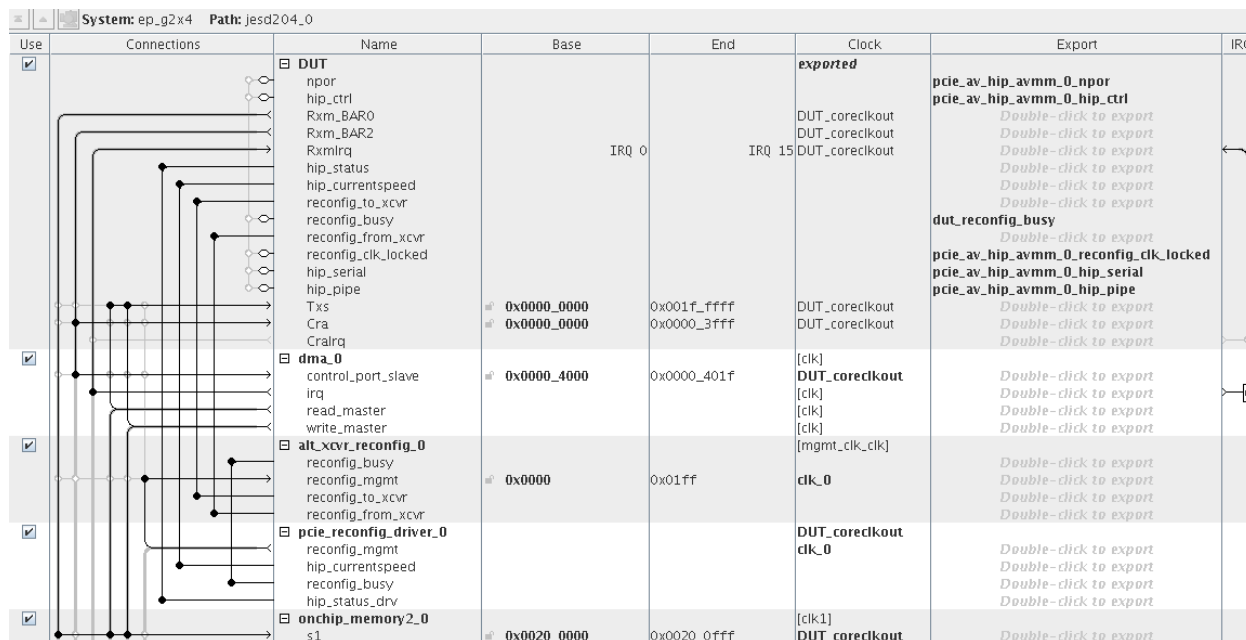 System: ep_g2x4 Path: jesd204_0
Use Connections Name Base End Clock Export IRQ
DUT exported
npor pcie_av_hip_avmm_0_npor
hip_ctrl pcie_av_hip_avmm_0_hip_ctrl
Rxm_BAR0 DUT_coreclkout Double-click to export
Rxm_BAR2 DUT_coreclkout Double-click to export
RxmIrq IRQ 0 IRQ 15 DUT_coreclkout Double-click to export
hip_status Double-click to export
hip_currentspeed Double-click to export
reconfig_to_xcvr Double-click to export
reconfig_busy dut_reconfig_busy
reconfig_from_xcvr Double-click to export
reconfig_clk_locked pcie_av_hip_avmm_0_reconfig_clk_locked
hip_serial pcie_av_hip_avmm_0_hip_serial
hip_pipe pcie_av_hip_avmm_0_hip_pipe
Txs 0x0000_0000 0x001f_ffff DUT_coreclkout Double-click to export
Cra 0x0000_0000 0x0000_3fff DUT_coreclkout Double-click to export
CraIrq Double-click to export
dma_0 [clk]
control_port_slave 0x0000_4000 0x0000_401f DUT_coreclkout Double-click to export
irq [clk] Double-click to export
read_master [clk] Double-click to export
write_master [clk] Double-click to export
alt_xcvr_reconfig_0 [mgmt_clk_clk]
reconfig_busy Double-click to export
reconfig_mgmt 0x0000 0x01ff clk_0 Double-click to export
reconfig_to_xcvr Double-click to export
reconfig_from_xcvr Double-click to export
pcie_reconfig_driver_0 DUT_coreclkout
reconfig_mgmt clk_0 Double-click to export
hip_currentspeed Double-click to export
reconfig_busy Double-click to export
hip_status_drv Double-click to export
onchip_memory2_0 [clk1]
s1 0x0020_0000 0x0020_0fff DUT_coreclkout Double-click to export